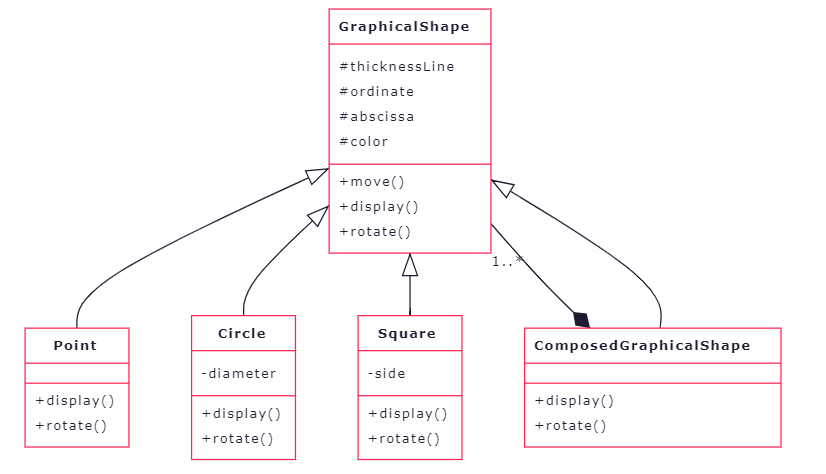 GraphicalShape
#thicknessLine
#ordinate
#abscissa
#color
+move()
+display()
+rotate()
1..*
Point
+display()
+rotate()
Circle
-diameter
+display()
+rotate()
Square
-side
+display()
+rotate()
ComposedGraphicalShape
+display()
+rotate()